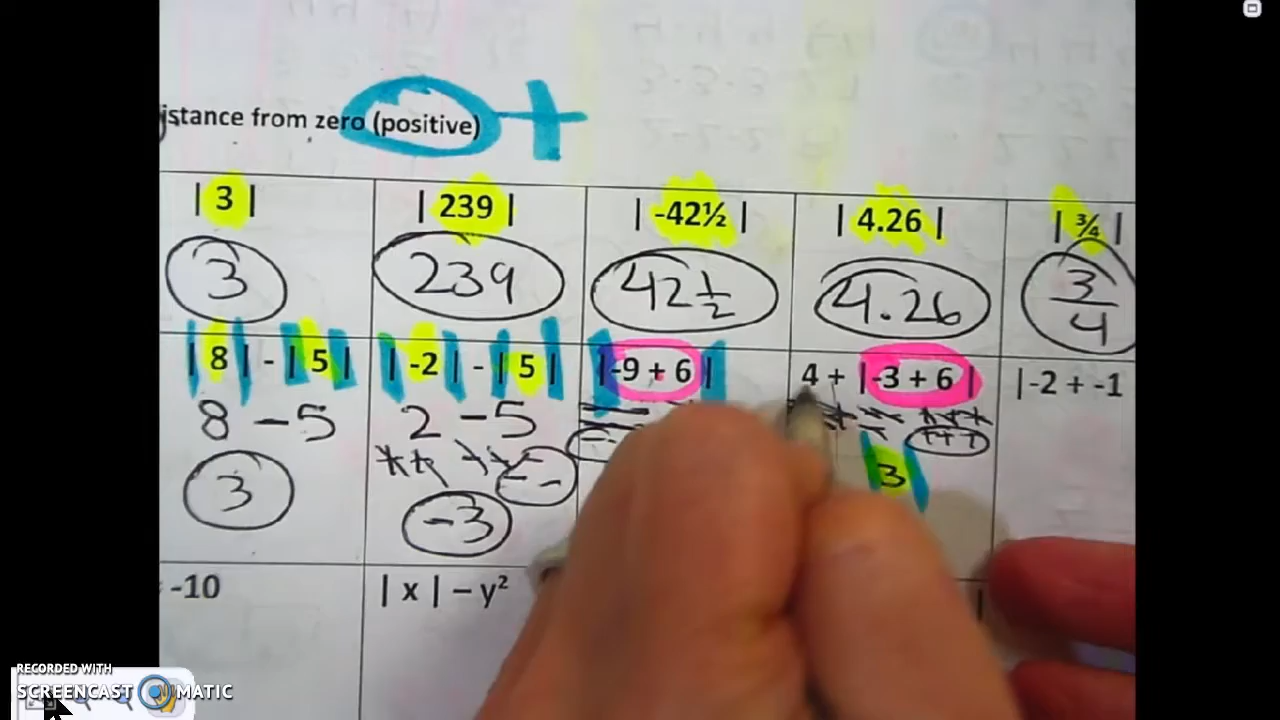 istance from zero (positive) +
| 3 | | 239 | | -42½ | | 4.26 | | ¾ |
3 239 42 1/2 4.26 3/4
| 8 | - | 5 | | -2 | - | 5 | | -9 + 6 | 4 + | -3 + 6 | | -2 + -1
8 - 5 2 - 5
3 -3 3
-10 | x | – y²
RECORDED WITH
SCREENCAST MATIC